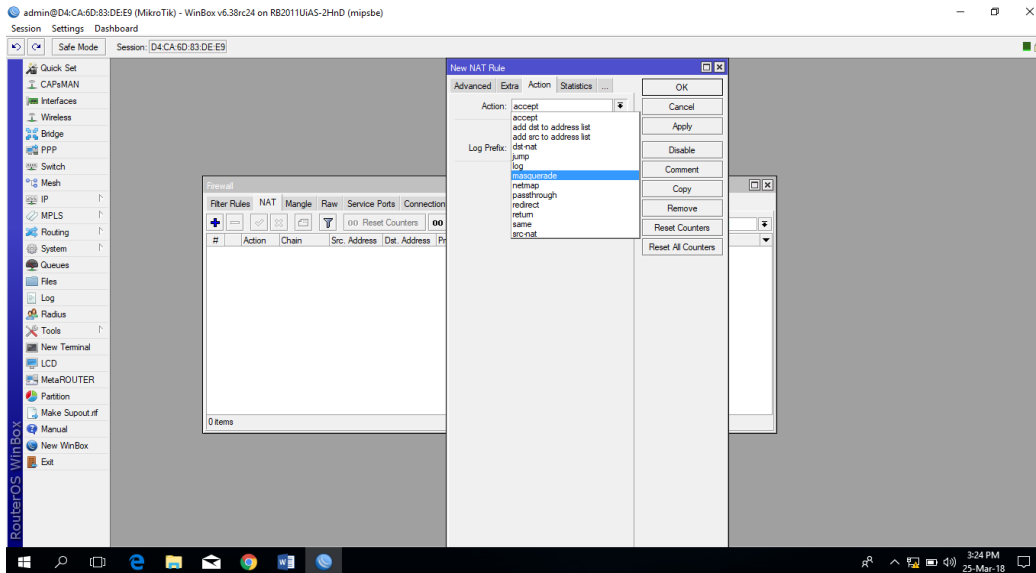 admin@D4:CA:6D:83:DE:E9 (MikroTik) - WinBox v6.38rc24 on RB2011UiAS-2HnD (mipsbe)
Session Settings Dashboard
Safe Mode Session: D4:CA:6D:83:DE:E9
Quick Set
CAPsMAN
Interfaces
Wireless
Bridge
PPP
Switch
Mesh
IP
MPLS
Routing
System
Queues
Files
Log
Radius
Tools
New Terminal
LCD
MetaROUTER
Partition
Make Supout.rif
Manual
New WinBox
Exit
RouterOS WinBox
Firewall
Filter Rules NAT Mangle Raw Service Ports Connection
00 Reset Counters 00
# Action Chain Src. Address Dst. Address Pr
0 items
New NAT Rule
Advanced Extra Action Statistics ...
Action: accept
Log Prefix:
accept
add dst to address list
add src to address list
dst-nat
jump
log
masquerade
netmap
passthrough
redirect
return
same
src-nat
OK
Cancel
Apply
Disable
Comment
Copy
Remove
Reset Counters
Reset All Counters
3:24 PM
25-Mar-18